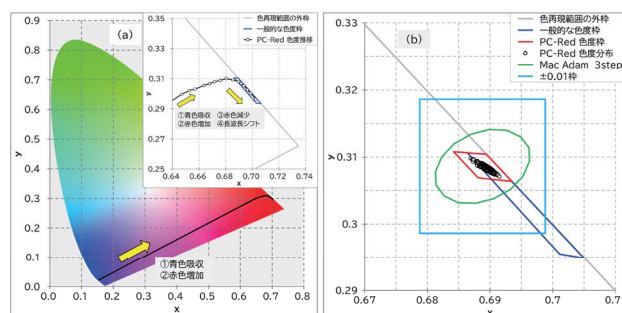 (a)
y
0.9
0.8
0.7
0.6
0.5
0.4
0.3
0.2
0.1
0.0
0.0 0.1 0.2 0.3 0.4 0.5 0.6 0.7 0.8
x
①青色吸収
②赤色増加
y
0.35
0.33
0.31
0.29
0.27
0.25
0.64 0.66 0.68 0.7 0.72 0.74
x
色再現範囲の外枠
一般的な色度枠
PC-Red 色度推移
①青色吸収 ③赤色減少
②赤色増加 ④長波長シフト
(b)
y
0.33
0.32
0.31
0.3
0.29
0.67 0.68 0.69 0.7 0.71
x
色再現範囲の外枠
一般的な色度枠
PC-Red 色度枠
PC-Red 色度分布
Mac Adam 3step
±0.01枠